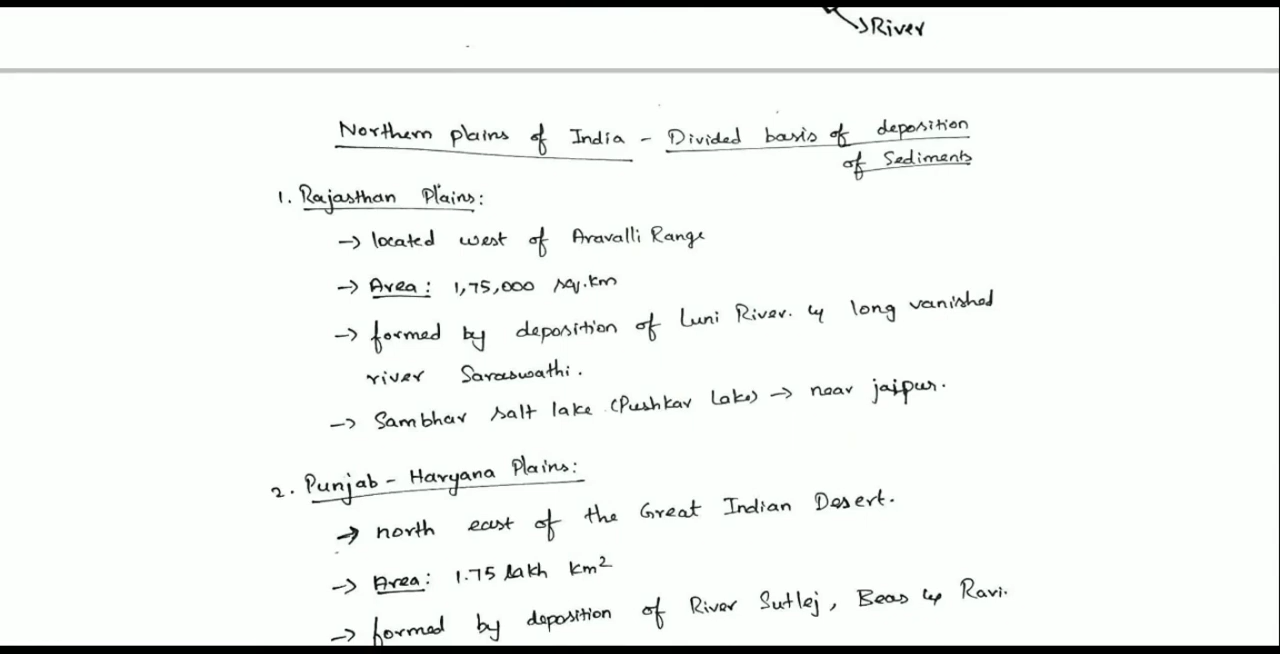 River
Northern plains of India - Divided basis of deposition
of Sediments
1. Rajasthan Plains:
→ located west of Aravalli Range
→ Area: 1,75,000 sq.km
→ formed by deposition of Luni River. & long vanished
river Saraswathi.
→ Sambhar salt lake (Pushkar Lake) → near jaipur.
2. Punjab - Haryana Plains:
→ north east of the Great Indian Desert.
→ Area: 1.75 lakh km²
→ formed by deposition of River Sutlej, Beas & Ravi.